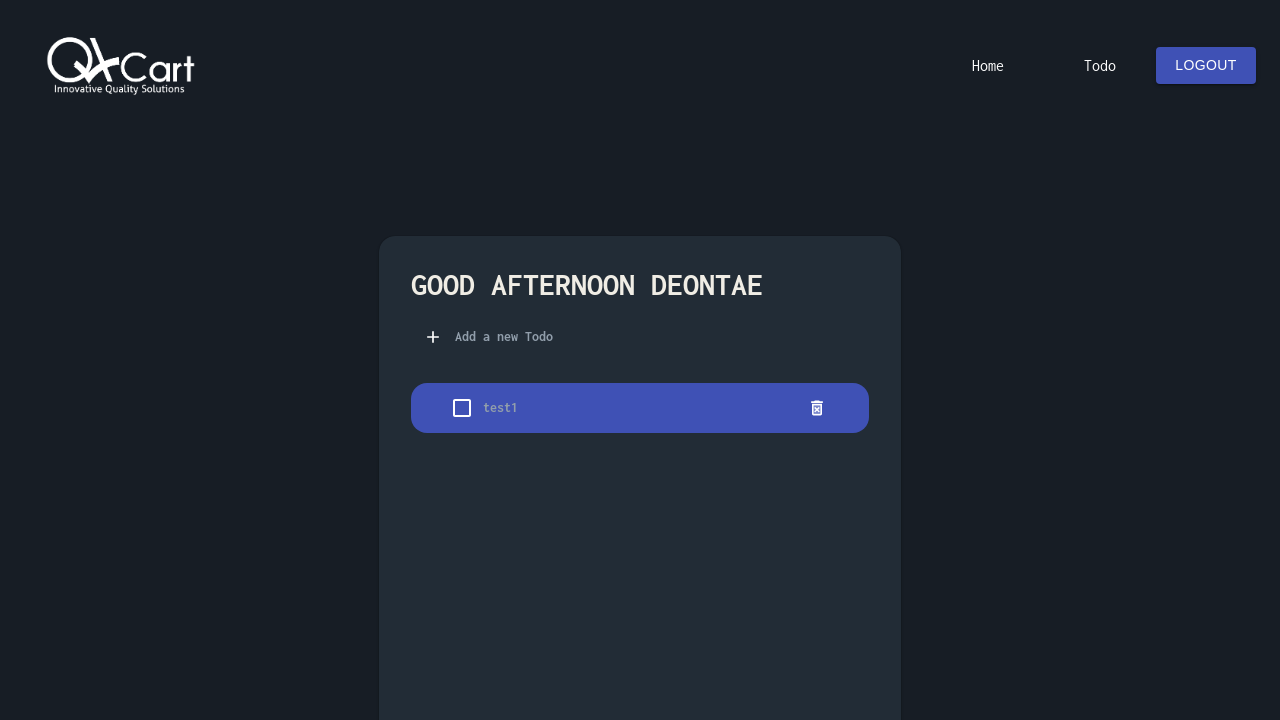 QACart
Innovative Quality Solutions
Home
Todo
LOGOUT
GOOD AFTERNOON DEONTAE
Add a new Todo
test1